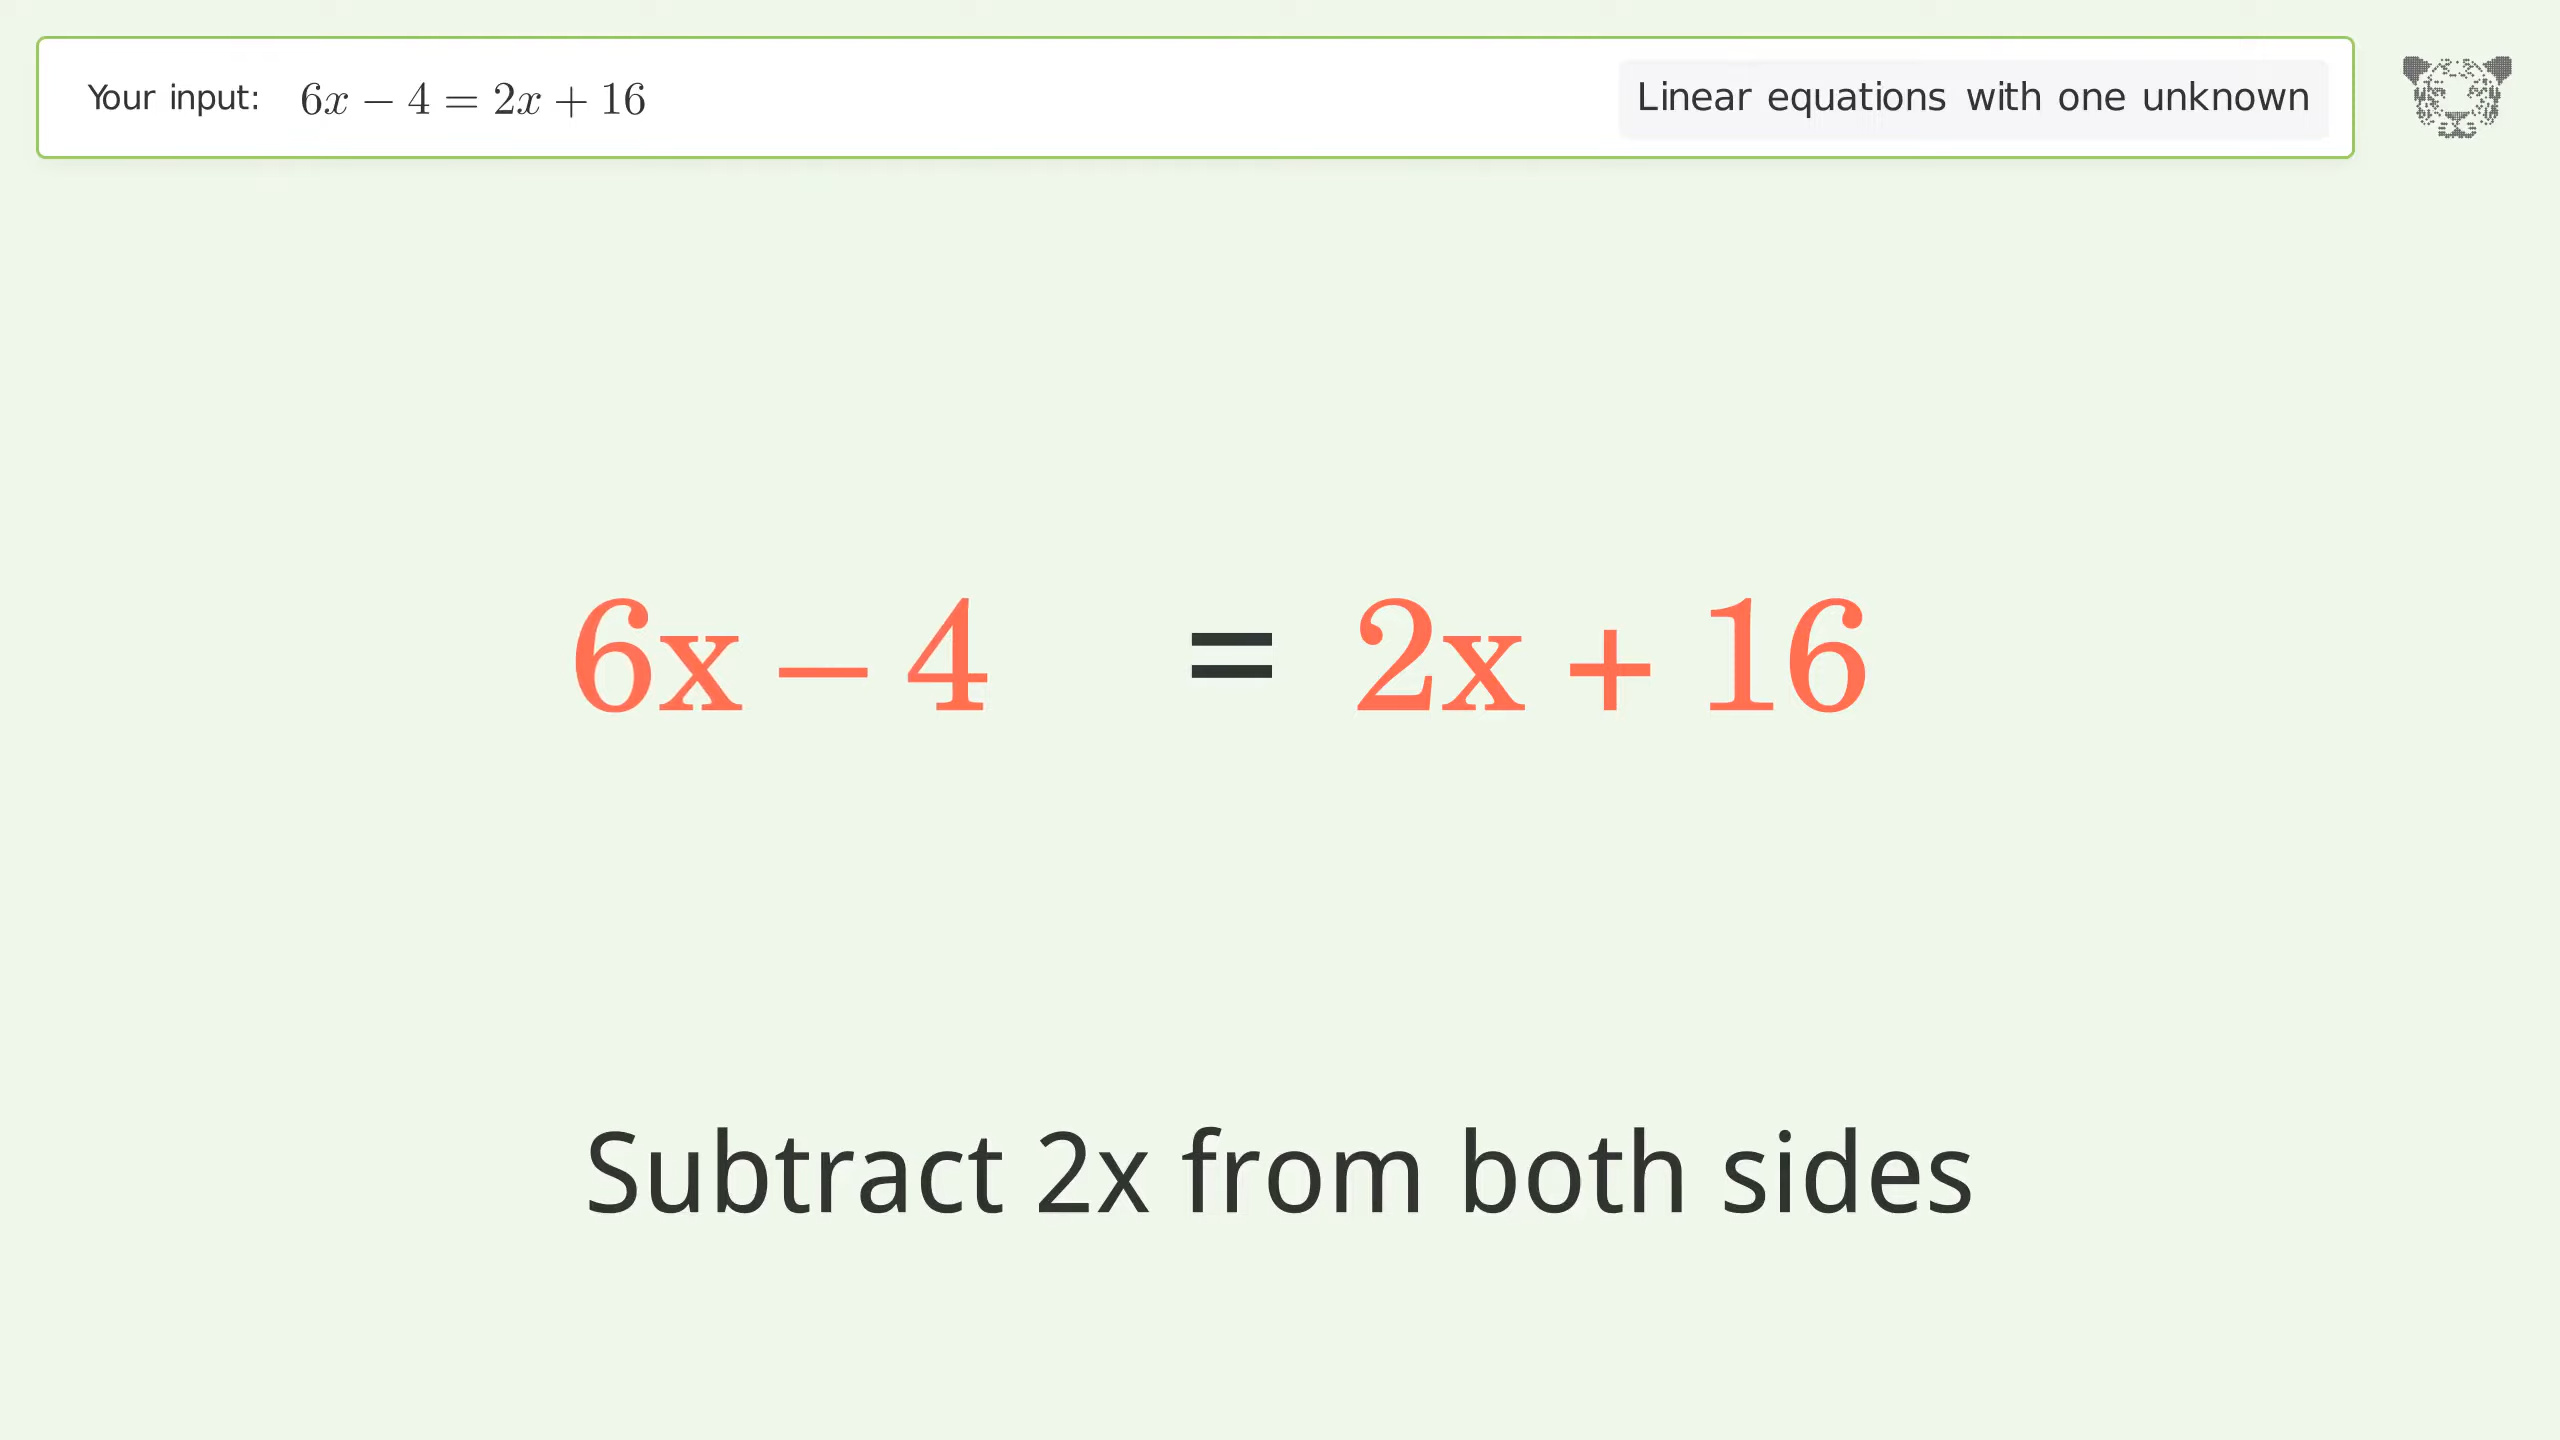 Your input: 6x − 4 = 2x + 16 Linear equations with one unknown
6x – 4 = 2x + 16
Subtract 2x from both sides